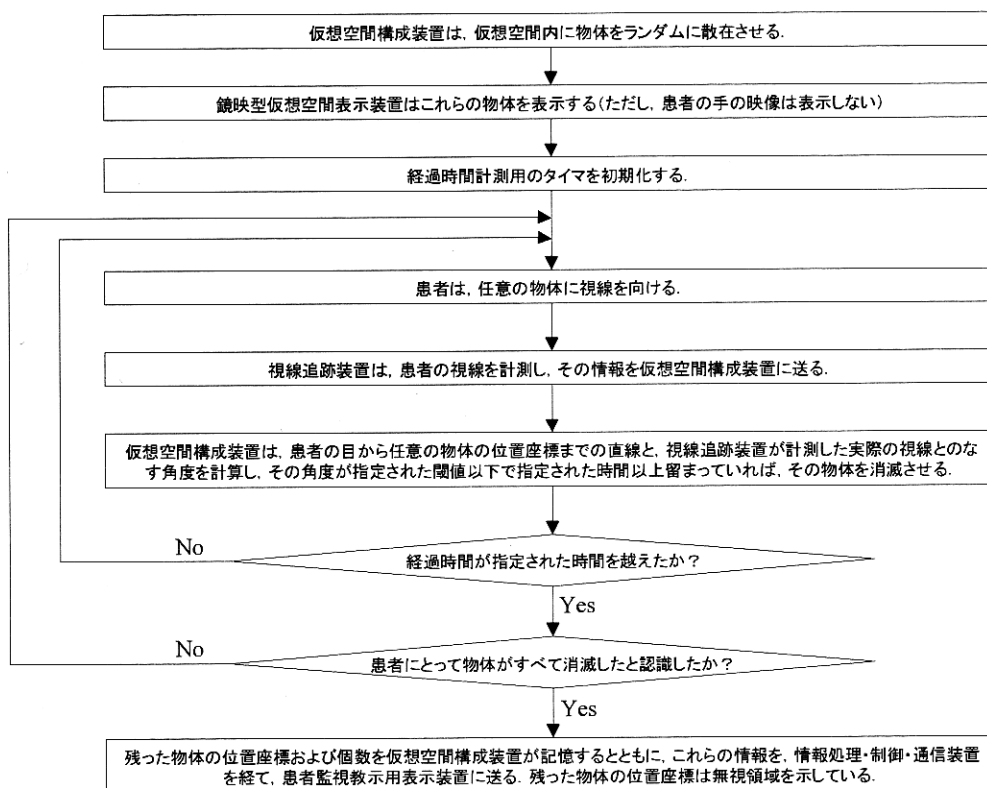 仮想空間構成装置は，仮想空間内に物体をランダムに散在させる．
鏡映型仮想空間表示装置はこれらの物体を表示する（ただし，患者の手の映像は表示しない）
経過時間計測用のタイマを初期化する．
患者は，任意の物体に視線を向ける．
視線追跡装置は，患者の視線を計測し，その情報を仮想空間構成装置に送る．
仮想空間構成装置は，患者の目から任意の物体の位置座標までの直線と，視線追跡装置が計測した実際の視線とのな
す角度を計算し，その角度が指定された閾値以下で指定された時間以上留まっていれば，その物体を消滅させる．
No
経過時間が指定された時間を越えたか？
Yes
No
患者にとって物体がすべて消滅したと認識したか？
Yes
残った物体の位置座標および個数を仮想空間構成装置が記憶するとともに，これらの情報を，情報処理・制御・通信装置
を経て，患者監視教示用表示装置に送る．残った物体の位置座標は無視領域を示している．